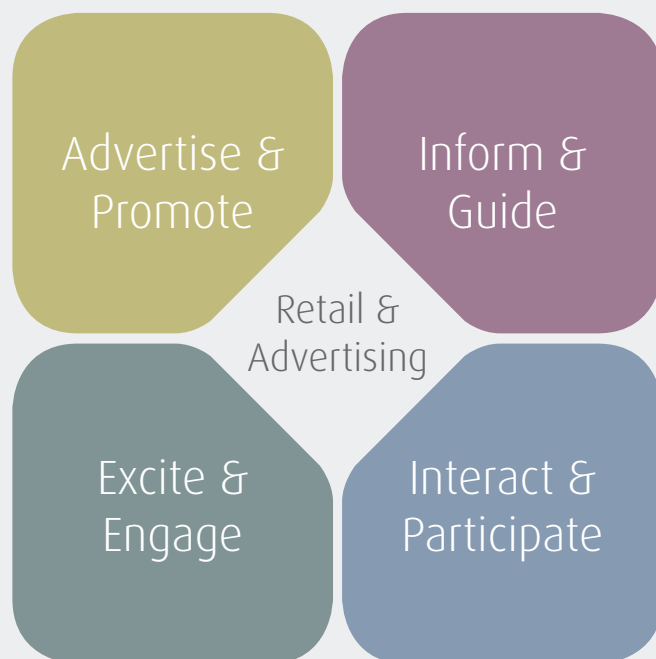 Advertise &
Promote
Inform &
Guide
Retail &
Advertising
Excite &
Engage
Interact &
Participate